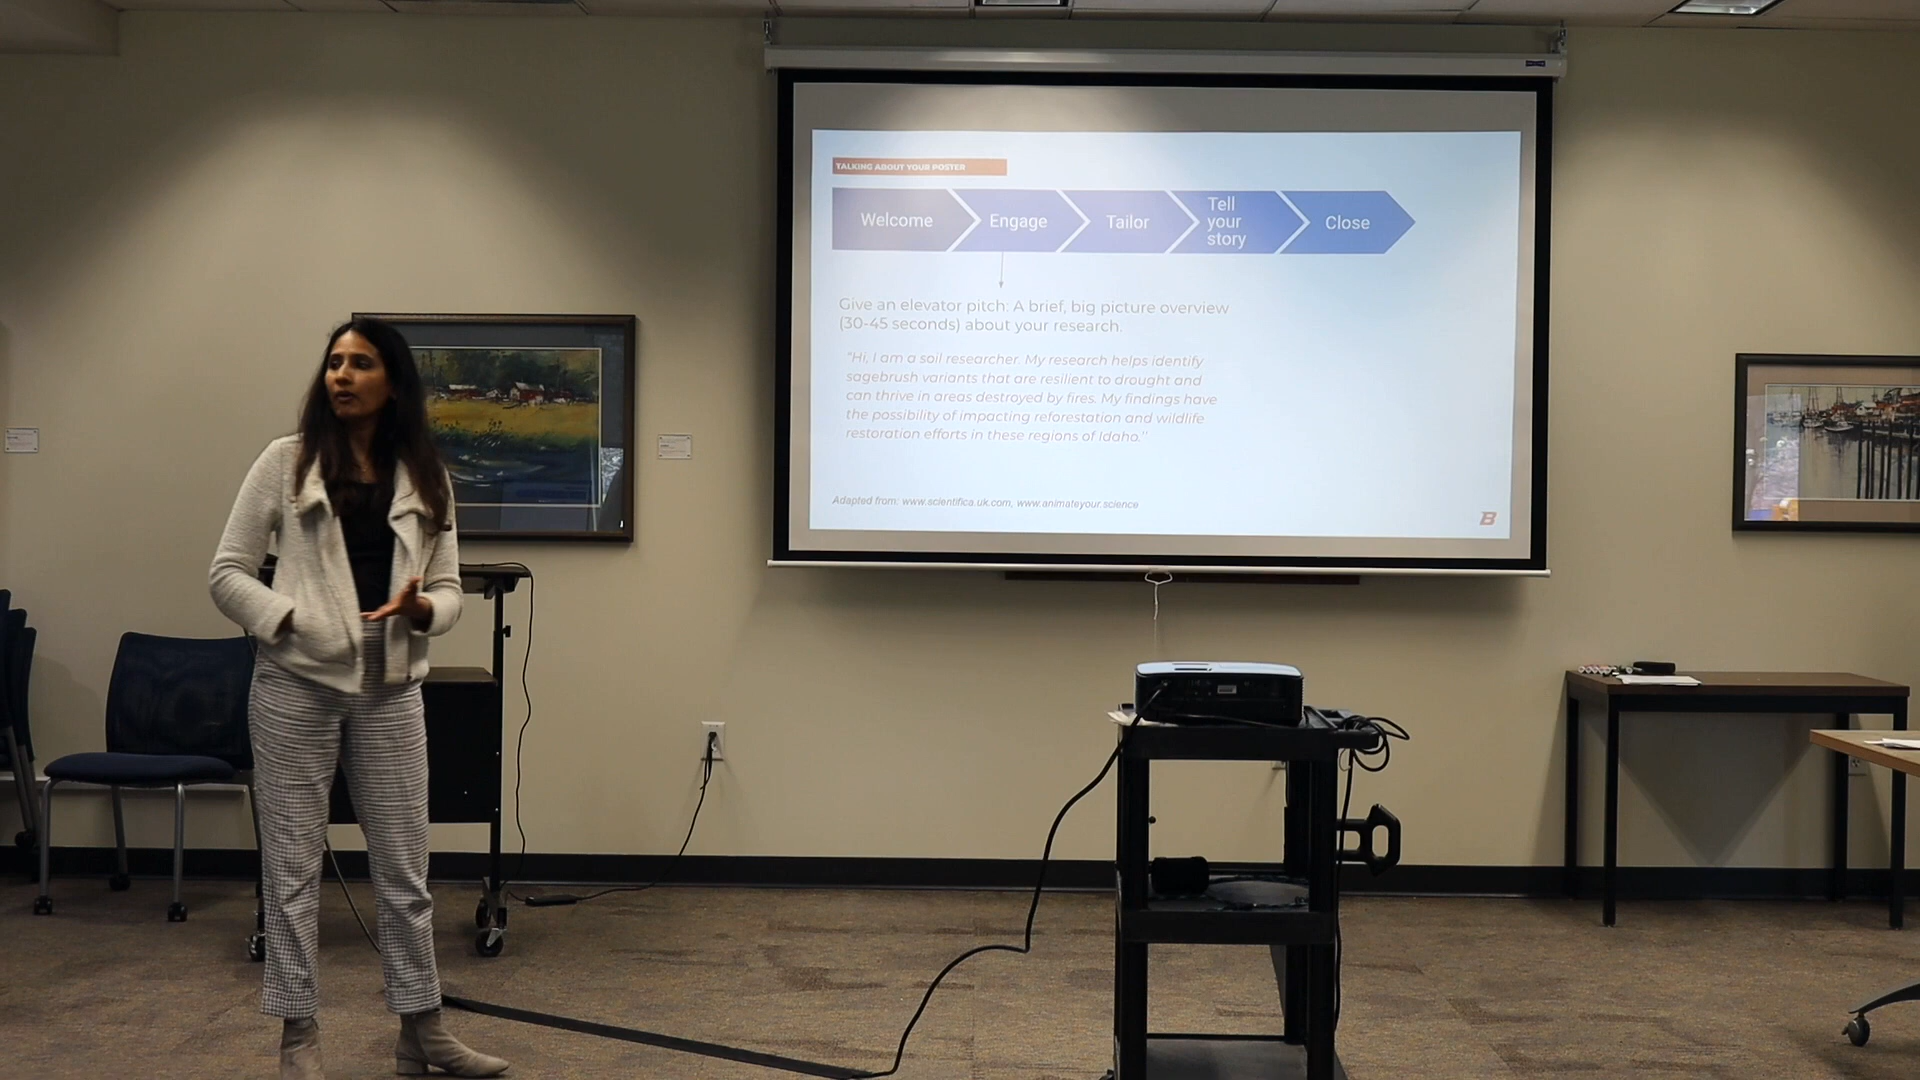 TALKING ABOUT YOUR POSTER
Welcome
Engage
Tailor
Tell
your
story
Close
Give an elevator pitch: A brief, big picture overview
(30-45 seconds) about your research.
"Hi, I am a soil researcher. My research helps identify
sagebrush variants that are resilient to drought and
can thrive in areas destroyed by fires. My findings have
the possibility of impacting reforestation and wildlife
restoration efforts in these regions of Idaho."
Adapted from: www.scientifica.uk.com, www.animateyour.science
B